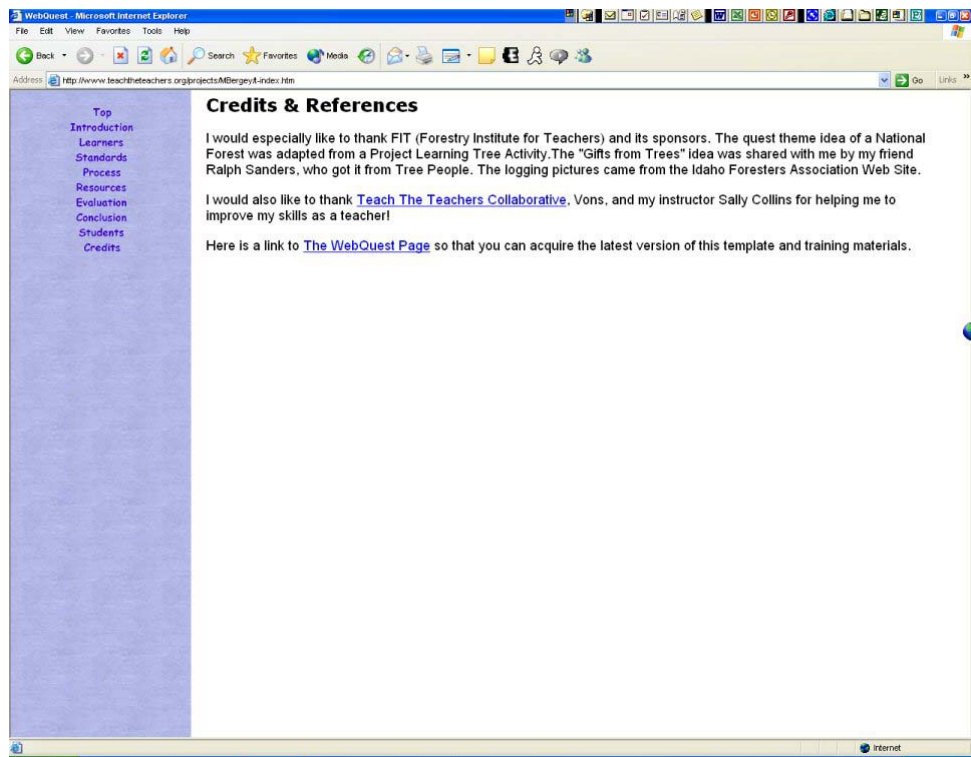 WebQuest - Microsoft Internet Explorer
File Edit View Favorites Tools Help
Back Search Favorites Media
Address http://www.teachtheteachers.org/projects/MBergey/t-index.htm Go Links »
Top
Introduction
Learners
Standards
Process
Resources
Evaluation
Conclusion
Students
Credits
Credits & References
I would especially like to thank FIT (Forestry Institute for Teachers) and its sponsors. The quest theme idea of a National
Forest was adapted from a Project Learning Tree Activity.The "Gifts from Trees" idea was shared with me by my friend
Ralph Sanders, who got it from Tree People. The logging pictures came from the Idaho Foresters Association Web Site.
I would also like to thank Teach The Teachers Collaborative, Vons, and my instructor Sally Collins for helping me to
improve my skills as a teacher!
Here is a link to The WebQuest Page so that you can acquire the latest version of this template and training materials.
Internet